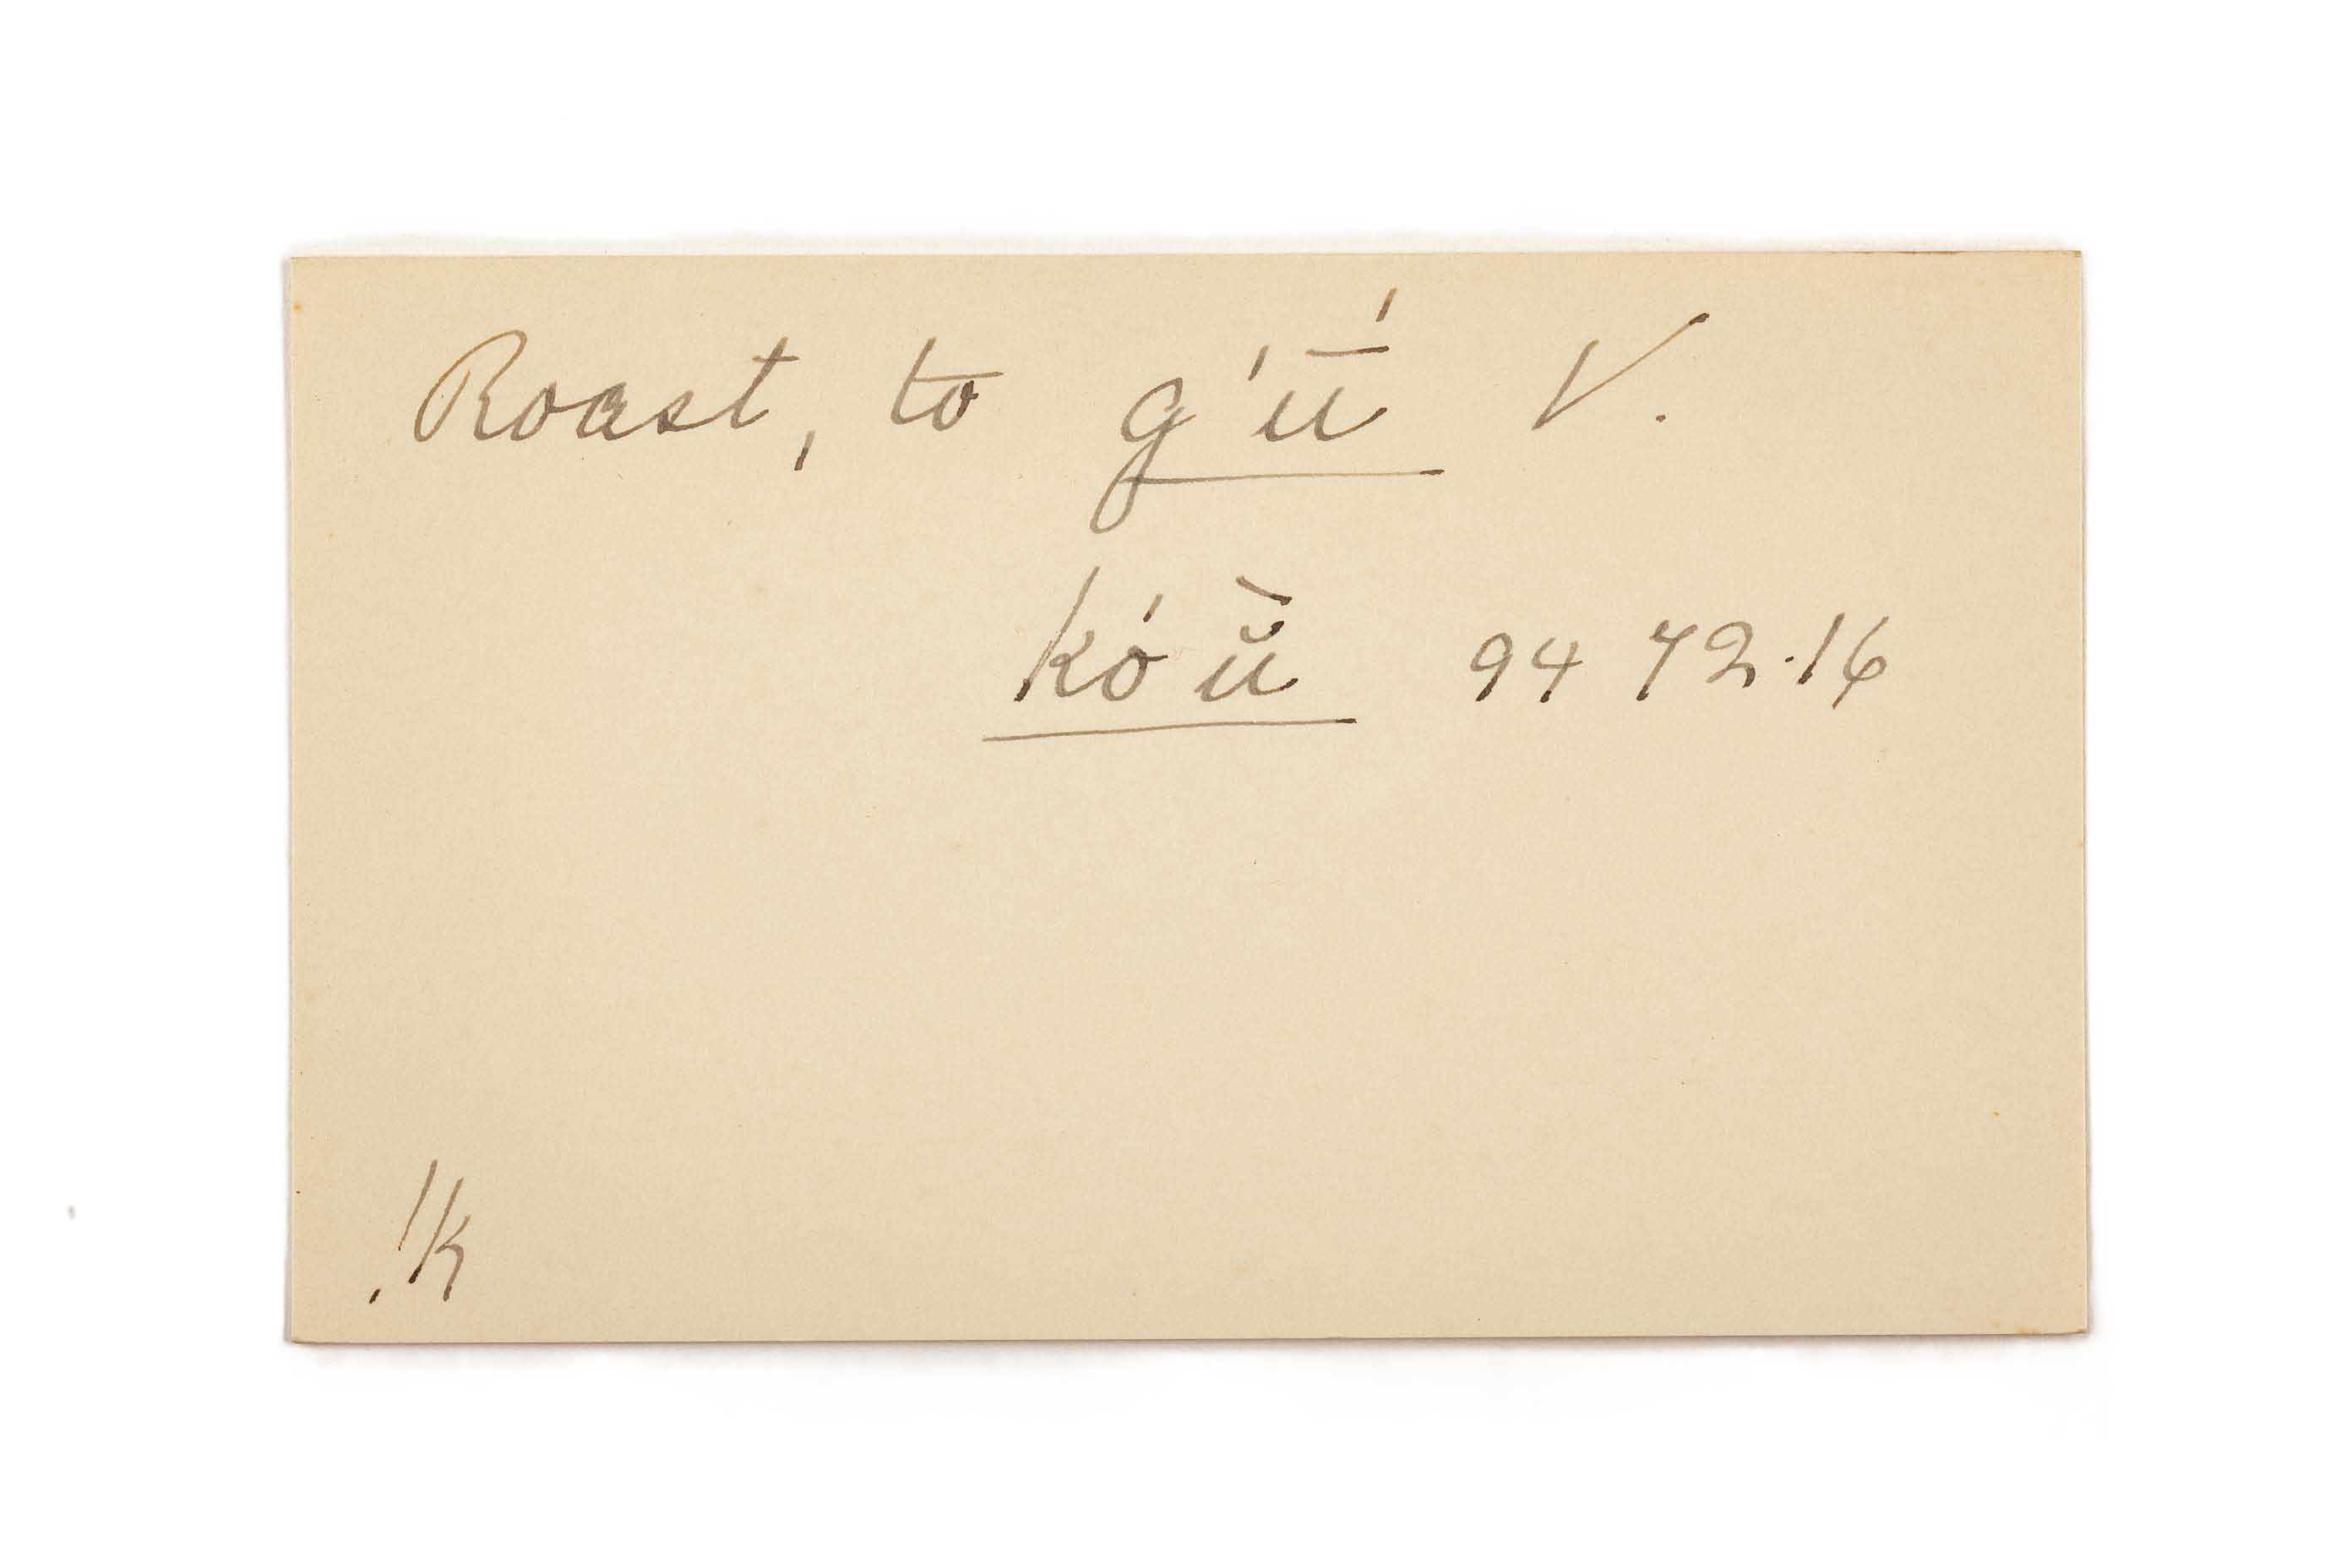 Roast, to g'ū́ V.
kó ŭ̀ 94 72.16
!k